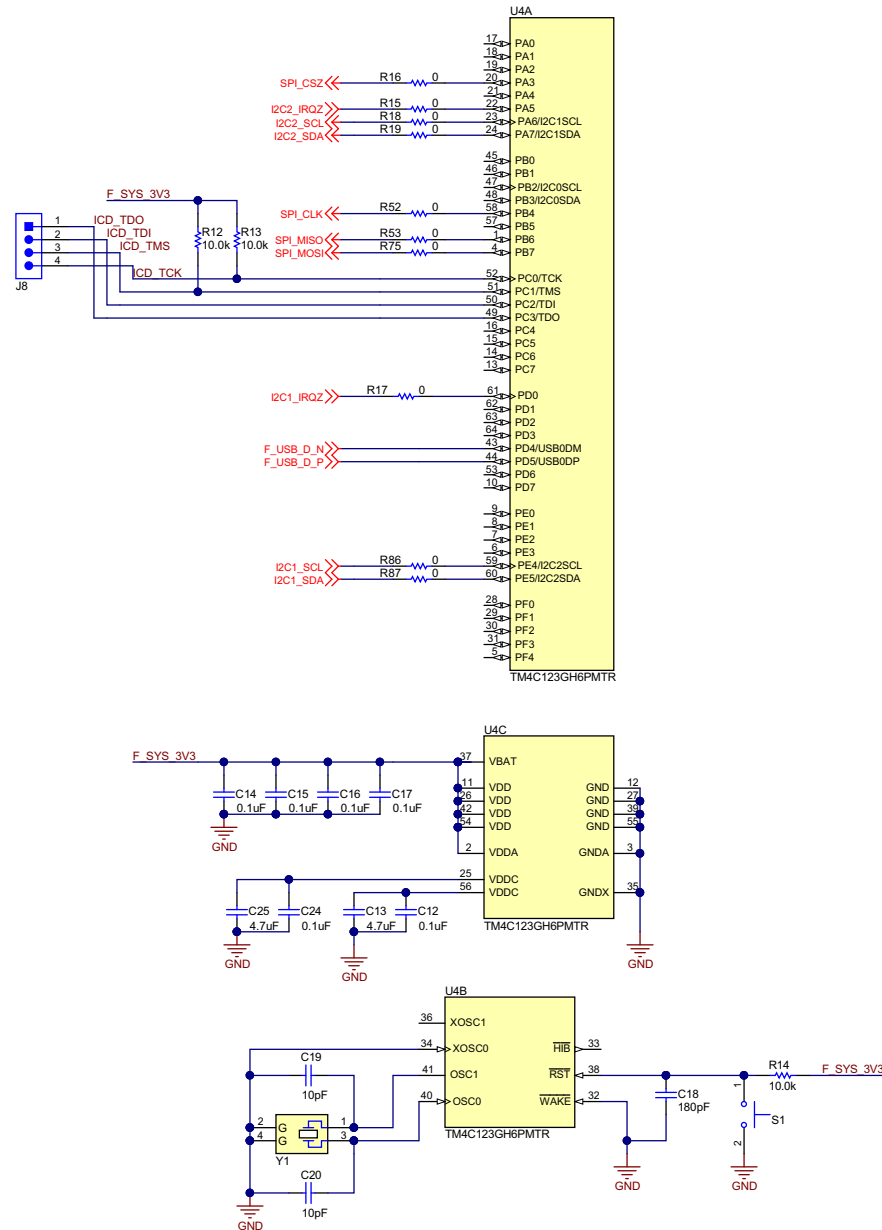 U4A
17 PA0
18 PA1
19 PA2
SPI_CSZ R16 0 20 PA3
21 PA4
I2C2_IRQZ R15 0 22 PA5
I2C2_SCL R18 0 23 PA6/I2C1SCL
I2C2_SDA R19 0 24 PA7/I2C1SDA
45 PB0
46 PB1
47 PB2/I2C0SCL
48 PB3/I2C0SDA
SPI_CLK R52 0 58 PB4
57 PB5
SPI_MISO R53 0 1 PB6
SPI_MOSI R75 0 4 PB7
F_SYS_3V3
R12 10.0k
R13 10.0k
1 ICD_TDO
2 ICD_TDI
3 ICD_TMS
4 ICD_TCK
J8
52 PC0/TCK
51 PC1/TMS
50 PC2/TDI
49 PC3/TDO
16 PC4
15 PC5
14 PC6
13 PC7
I2C1_IRQZ R17 0 61 PD0
62 PD1
63 PD2
64 PD3
F_USB_D_N 43 PD4/USB0DM
F_USB_D_P 44 PD5/USB0DP
53 PD6
10 PD7
9 PE0
8 PE1
7 PE2
6 PE3
I2C1_SCL R86 0 59 PE4/I2C2SCL
I2C1_SDA R87 0 60 PE5/I2C2SDA
28 PF0
29 PF1
30 PF2
31 PF3
5 PF4
TM4C123GH6PMTR
U4C
F_SYS_3V3 37 VBAT
C14 0.1uF
C15 0.1uF
C16 0.1uF
C17 0.1uF
GND
11 VDD GND 12
26 VDD GND 27
42 VDD GND 39
54 VDD GND 55
2 VDDA GNDA 3
25 VDDC
56 VDDC GNDX 35
C25 4.7uF
C24 0.1uF
C13 4.7uF
C12 0.1uF
TM4C123GH6PMTR
GND
GND
GND
U4B
36 XOSC1
34 XOSC0 HIB 33
41 OSC1 RST 38
40 OSC0 WAKE 32
TM4C123GH6PMTR
C19
10pF
2 G 1
4 G 3
Y1
C20
10pF
GND
C18
180pF
GND
R14
10.0k
F_SYS_3V3
1
S1
2
GND